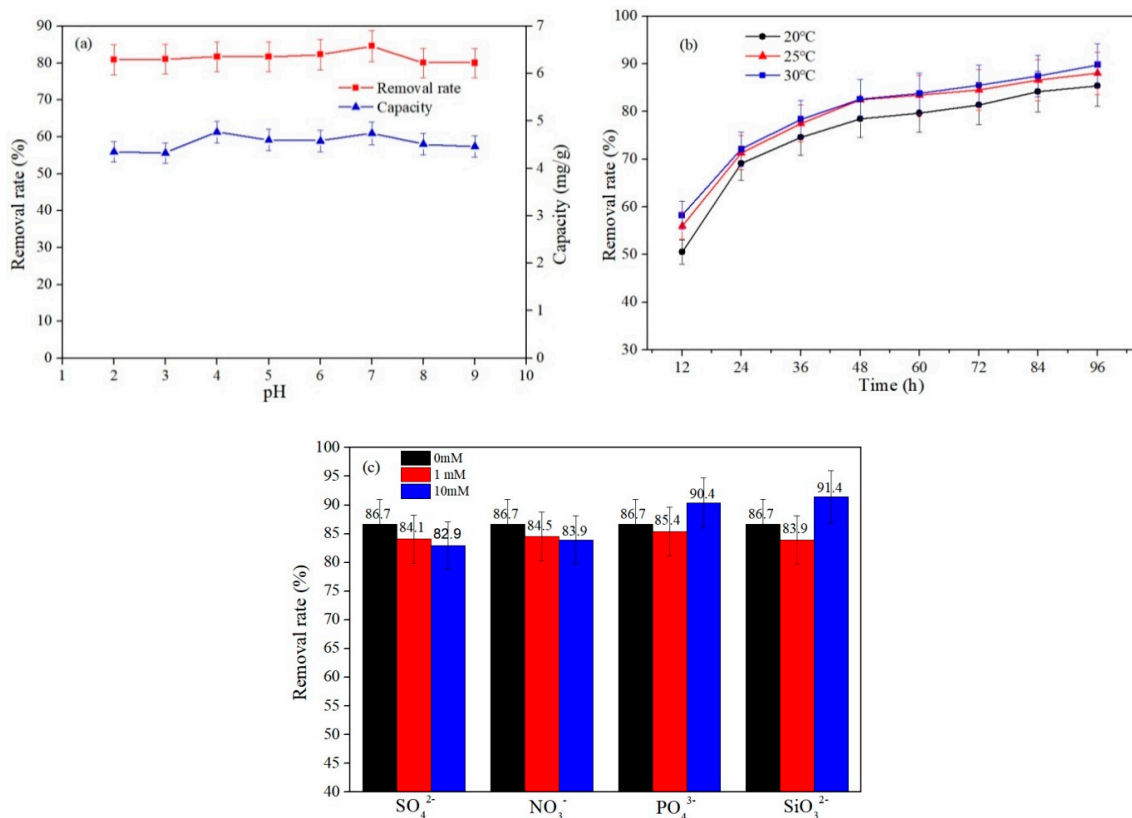 (a)
Removal rate
Capacity
Removal rate (%)
90
80
70
60
50
40
30
20
10
0
7
6
5
4
3
2
1
0
Capacity (mg/g)
1 2 3 4 5 6 7 8 9 10
pH
(b)
20°C
25°C
30°C
Removal rate (%)
100
90
80
70
60
50
40
30
12 24 36 48 60 72 84 96
Time (h)
(c)
0mM
1 mM
10mM
Removal rate (%)
100
95
90
85
80
75
70
65
60
55
50
45
40
86.7 84.1 82.9 86.7 84.5 83.9 86.7 85.4 90.4 86.7 83.9 91.4
SO₄²⁻ NO₃⁻ PO₄³⁻ SiO₃²⁻